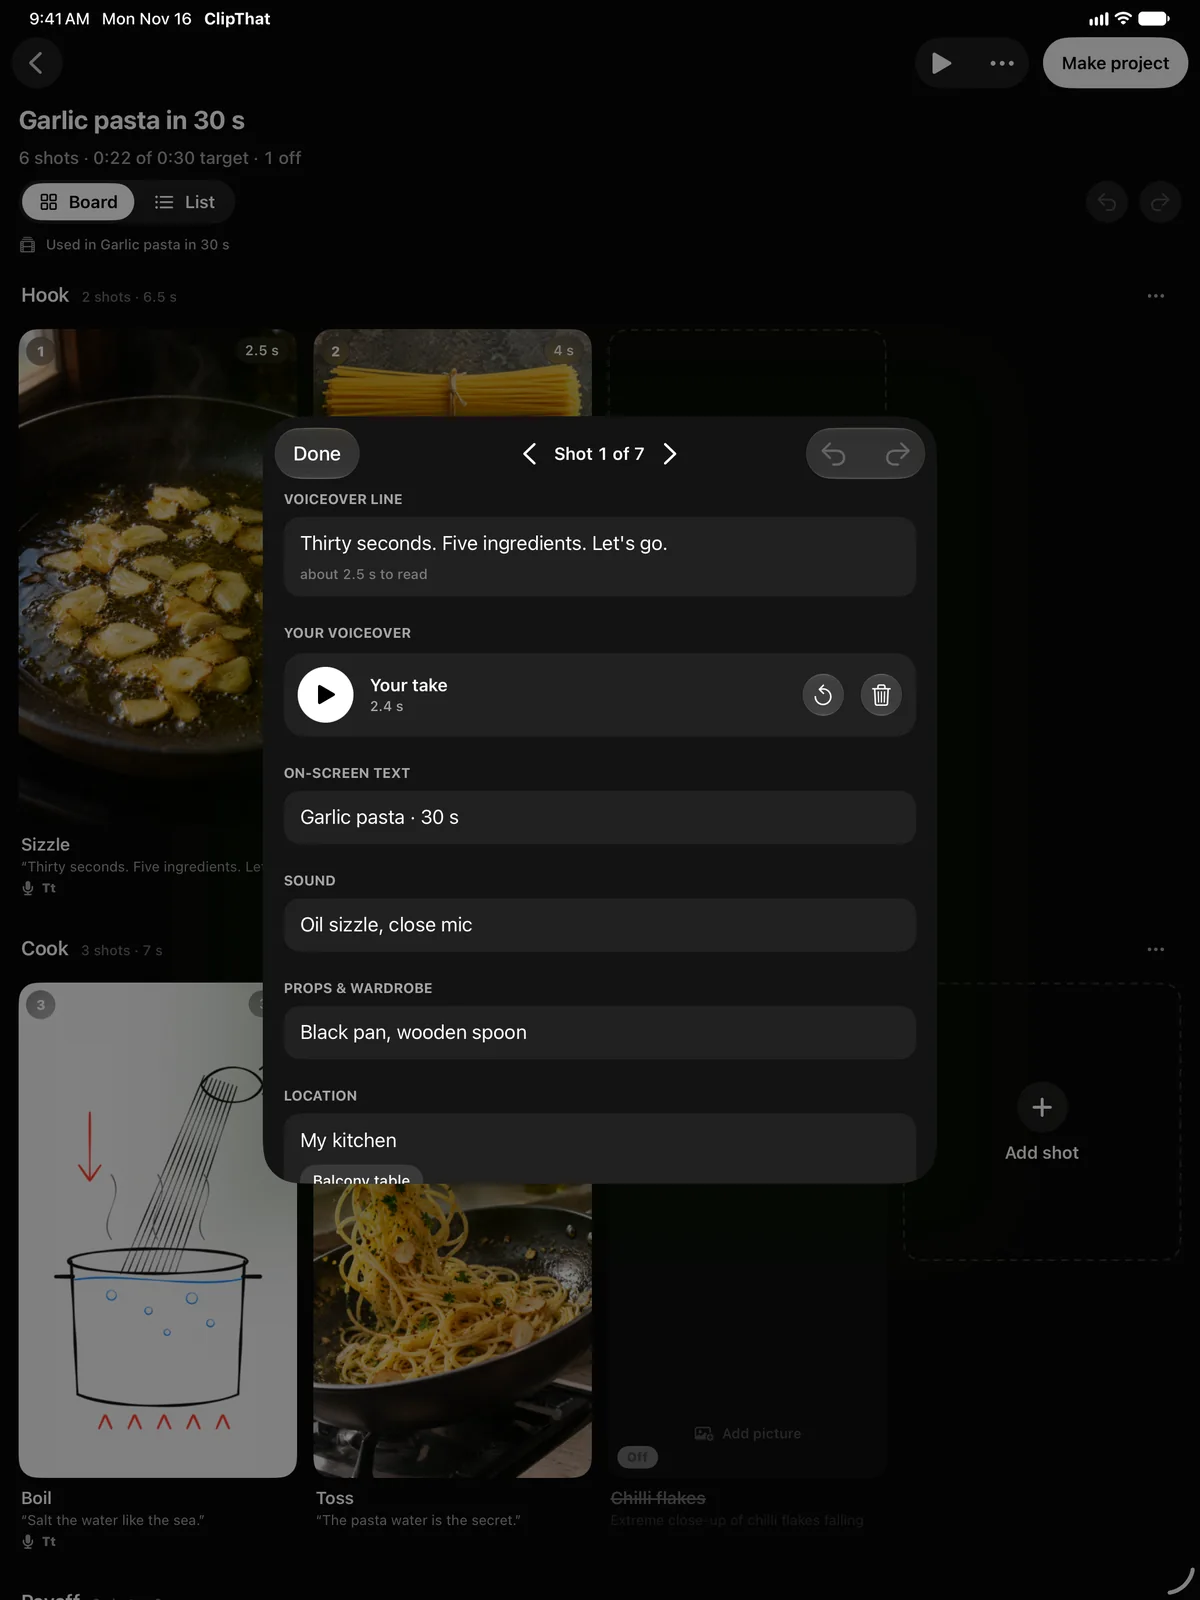 9:41 AM Mon Nov 16 ClipThat
Make project
Garlic pasta in 30 s
6 shots · 0:22 of 0:30 target · 1 off
Board
List
Used in Garlic pasta in 30 s
Hook 2 shots · 6.5 s
1
2.5 s
2
4 s
Done
Shot 1 of 7
VOICEOVER LINE
Thirty seconds. Five ingredients. Let's go.
about 2.5 s to read
YOUR VOICEOVER
Your take
2.4 s
ON-SCREEN TEXT
Garlic pasta · 30 s
SOUND
Oil sizzle, close mic
PROPS & WARDROBE
Black pan, wooden spoon
LOCATION
My kitchen
Balcony table
Sizzle
“Thirty seconds. Five ingredients.
Tt
Cook 3 shots · 7 s
3
Add shot
Add picture
Off
Boil
“Salt the water like the sea.”
Tt
Toss
“The pasta water is the secret.”
Chilli flakes
Extreme close-up of chilli flakes falling